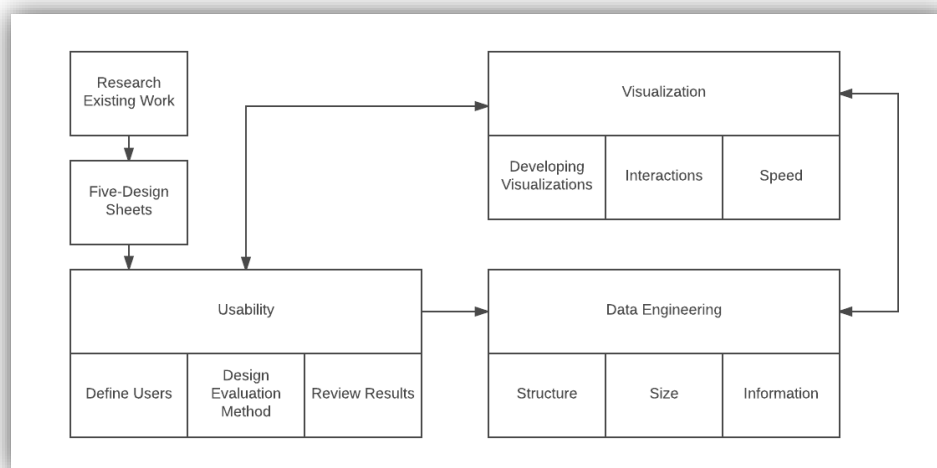 Research
Existing Work
Five-Design
Sheets
Usability
Define Users
Design
Evaluation
Method
Review Results
Visualization
Developing
Visualizations
Interactions
Speed
Data Engineering
Structure
Size
Information